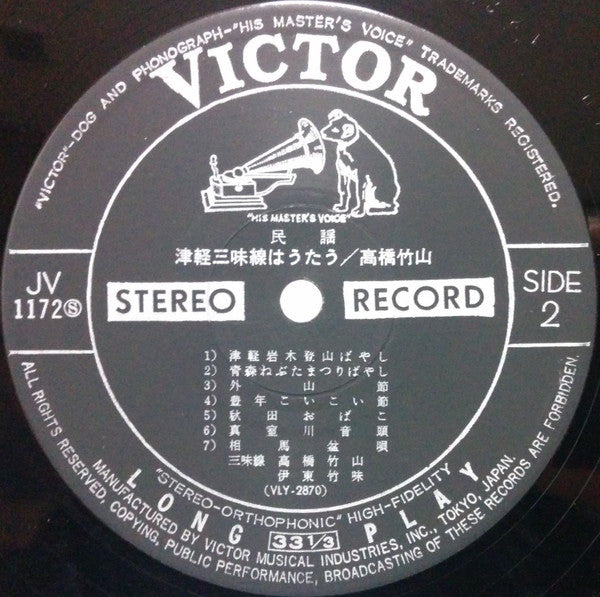 "VICTOR"-DOG AND PHONOGRAPH-"HIS MASTER'S VOICE" TRADEMARKS REGISTERED.
VICTOR
"HIS MASTER'S VOICE"
民謡
津軽三味線はうたう/高橋竹山
JV
1172Ⓢ
STEREO
RECORD
SIDE
2
1) 津軽岩木登山ばやし
2) 青森ねぶたまつりばやし
3) 外山節
4) 豊年こいこい節
5) 秋田おばこ
6) 真室川音頭
7) 相馬盆唄
三味線 高橋竹山
伊東竹味
(VLY-2870)
"STEREO-ORTHOPHONIC" HIGH-FIDELITY
LONG 33 1/3 PLAY
MANUFACTURED BY VICTOR MUSICAL INDUSTRIES, INC., TOKYO, JAPAN.
ALL RIGHTS RESERVED, COPYING, PUBLIC PERFORMANCE, BROADCASTING OF THESE RECORDS ARE FORBIDDEN.